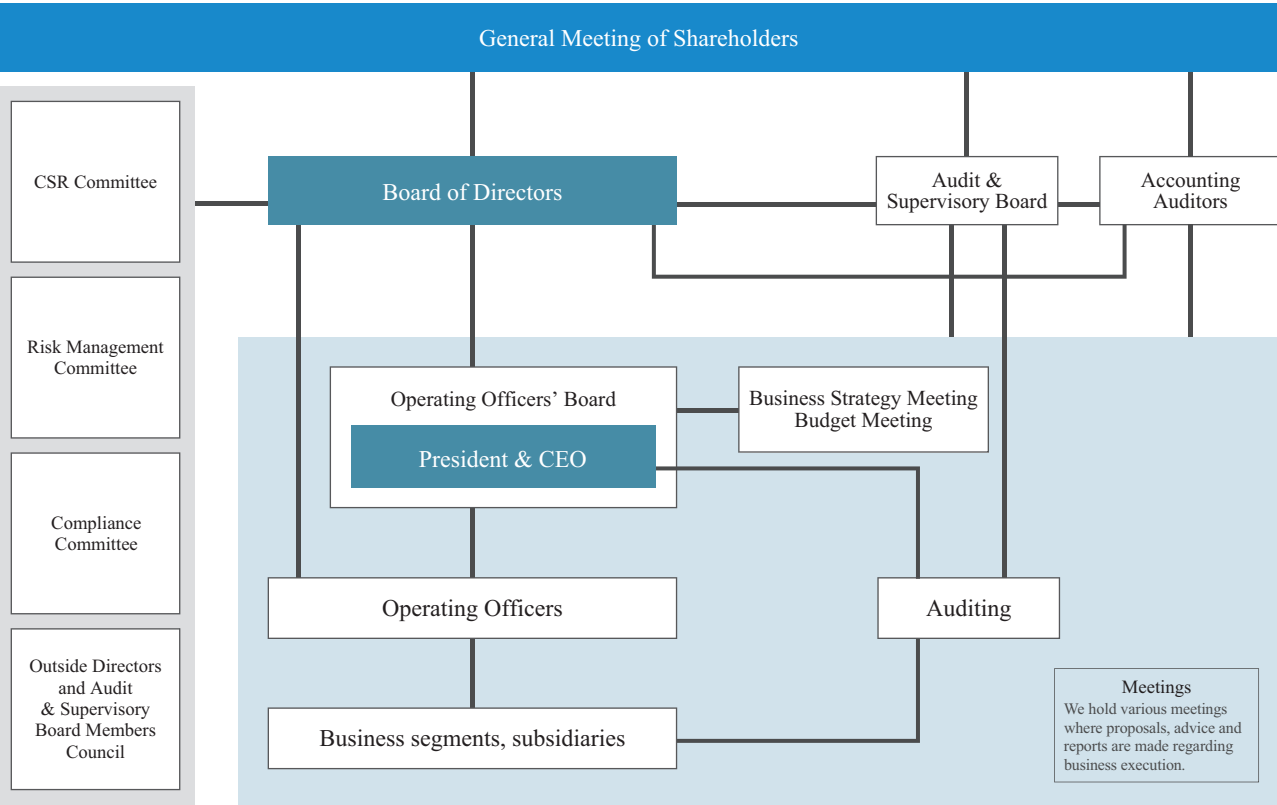 General Meeting of Shareholders
CSR Committee
Risk Management
Committee
Compliance
Committee
Outside Directors
and Audit
& Supervisory
Board Members
Council
Board of Directors
Audit &
Supervisory Board
Accounting
Auditors
Operating Officers’ Board
President & CEO
Business Strategy Meeting
Budget Meeting
Operating Officers
Auditing
Business segments, subsidiaries
Meetings
We hold various meetings
where proposals, advice and
reports are made regarding
business execution.